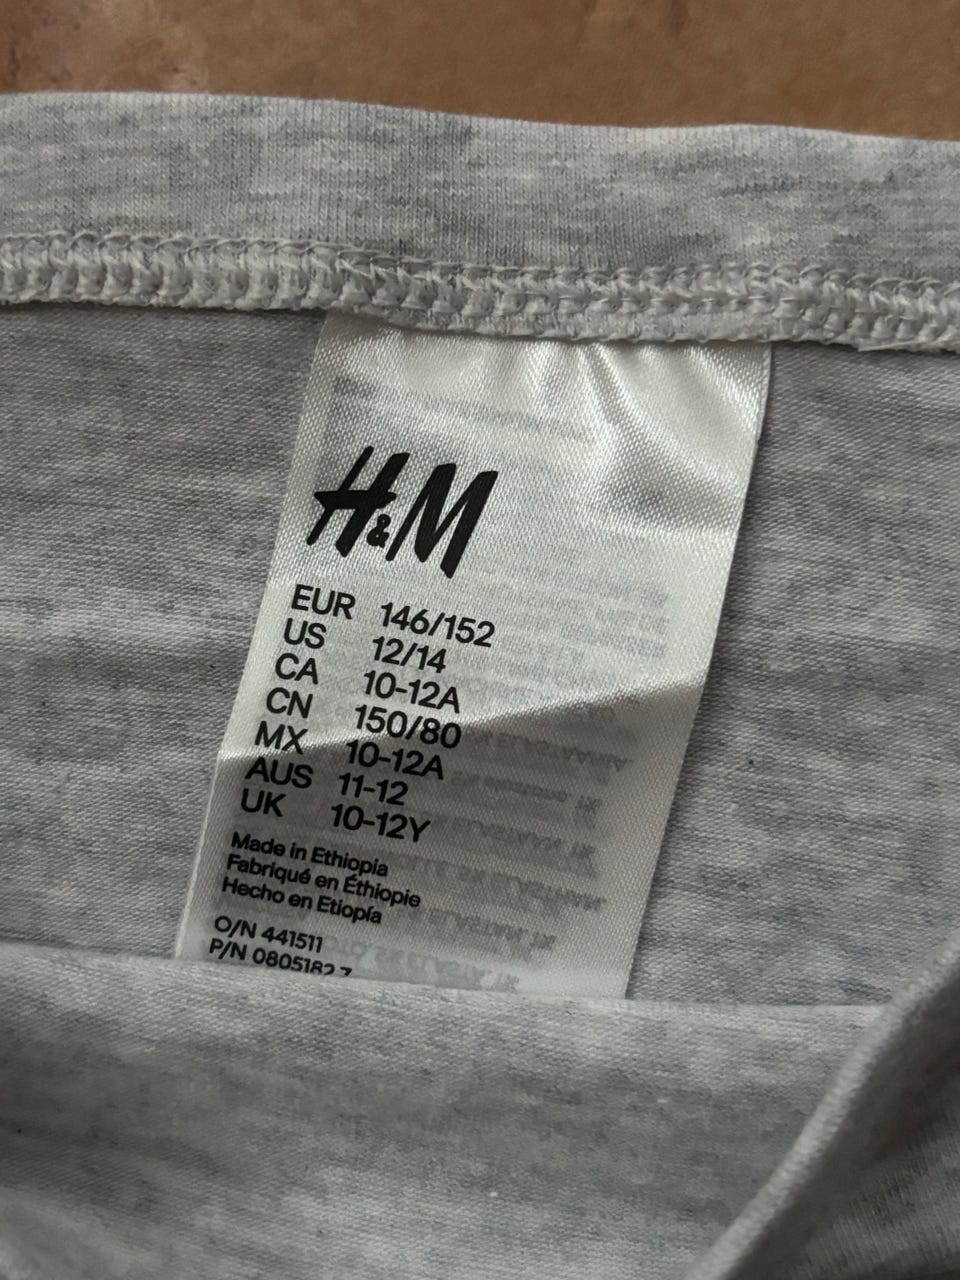 H&M
EUR 146/152
US 12/14
CA 10-12A
CN 150/80
MX 10-12A
AUS 11-12
UK 10-12Y
Made in Ethiopia
Fabriqué en Éthiopie
Hecho en Etiopía
O/N 441511
P/N 0805182 7